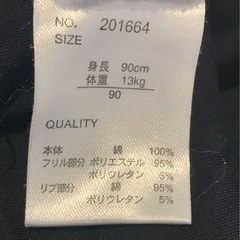 NO. 201664
SIZE
身長 90cm
体重 13kg
90
QUALITY
本体 綿 100%
フリル部分 ポリエステル 95%
ポリウレタン 5%
リブ部分 綿 95%
ポリウレタン 5%